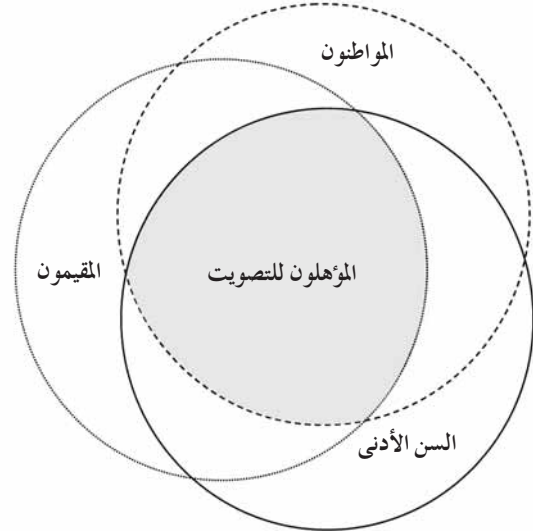 المواطنون
المقيمون
المؤهلون للتصويت
السن الأدنى